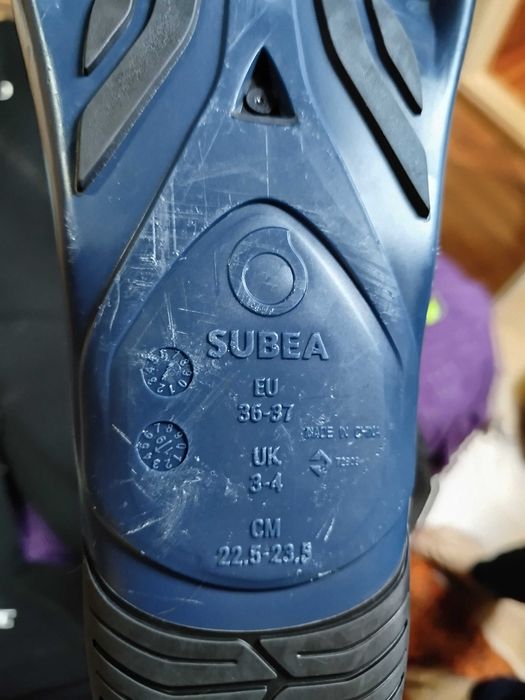 SUBEA
EU
36-37
MADE IN CHINA
UK
3-4
CM
22.5-23.5